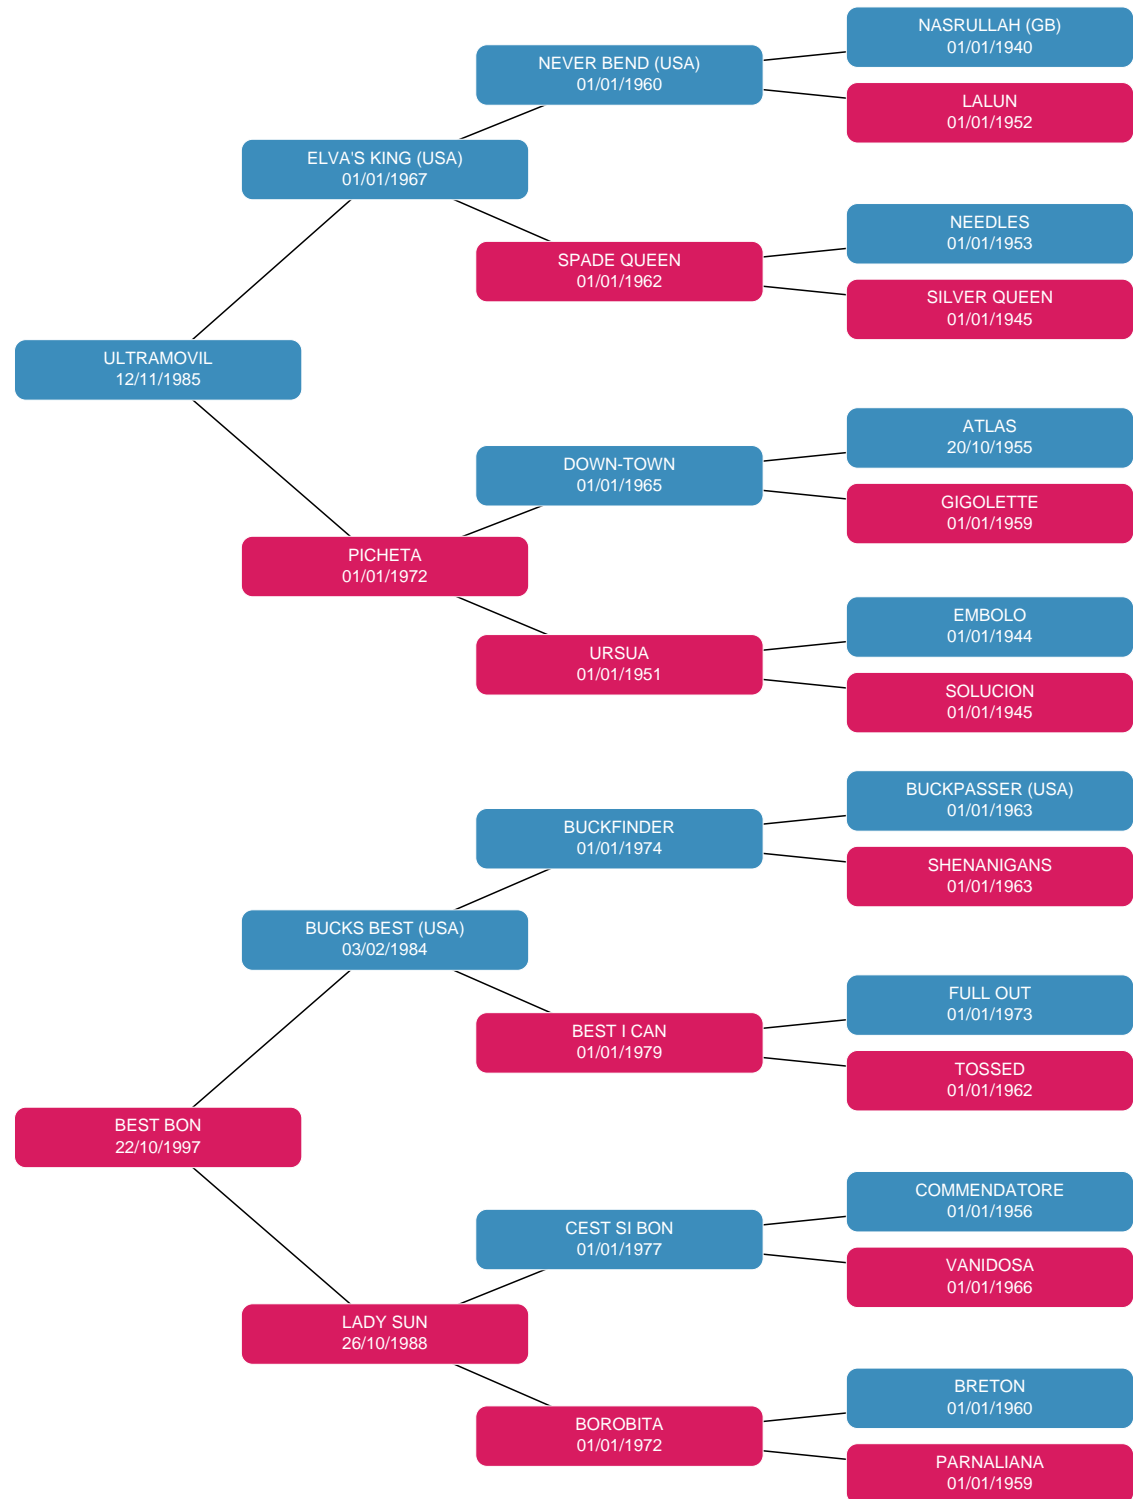 NASRULLAH (GB)
01/01/1940
NEVER BEND (USA)
01/01/1960
LALUN
01/01/1952
ELVA'S KING (USA)
01/01/1967
NEEDLES
01/01/1953
SPADE QUEEN
01/01/1962
SILVER QUEEN
01/01/1945
ULTRAMOVIL
12/11/1985
ATLAS
20/10/1955
DOWN-TOWN
01/01/1965
GIGOLETTE
01/01/1959
PICHETA
01/01/1972
EMBOLO
01/01/1944
URSUA
01/01/1951
SOLUCION
01/01/1945
BUCKPASSER (USA)
01/01/1963
BUCKFINDER
01/01/1974
SHENANIGANS
01/01/1963
BUCKS BEST (USA)
03/02/1984
FULL OUT
01/01/1973
BEST I CAN
01/01/1979
TOSSED
01/01/1962
BEST BON
22/10/1997
COMMENDATORE
01/01/1956
CEST SI BON
01/01/1977
VANIDOSA
01/01/1966
LADY SUN
26/10/1988
BRETON
01/01/1960
BOROBITA
01/01/1972
PARNALIANA
01/01/1959